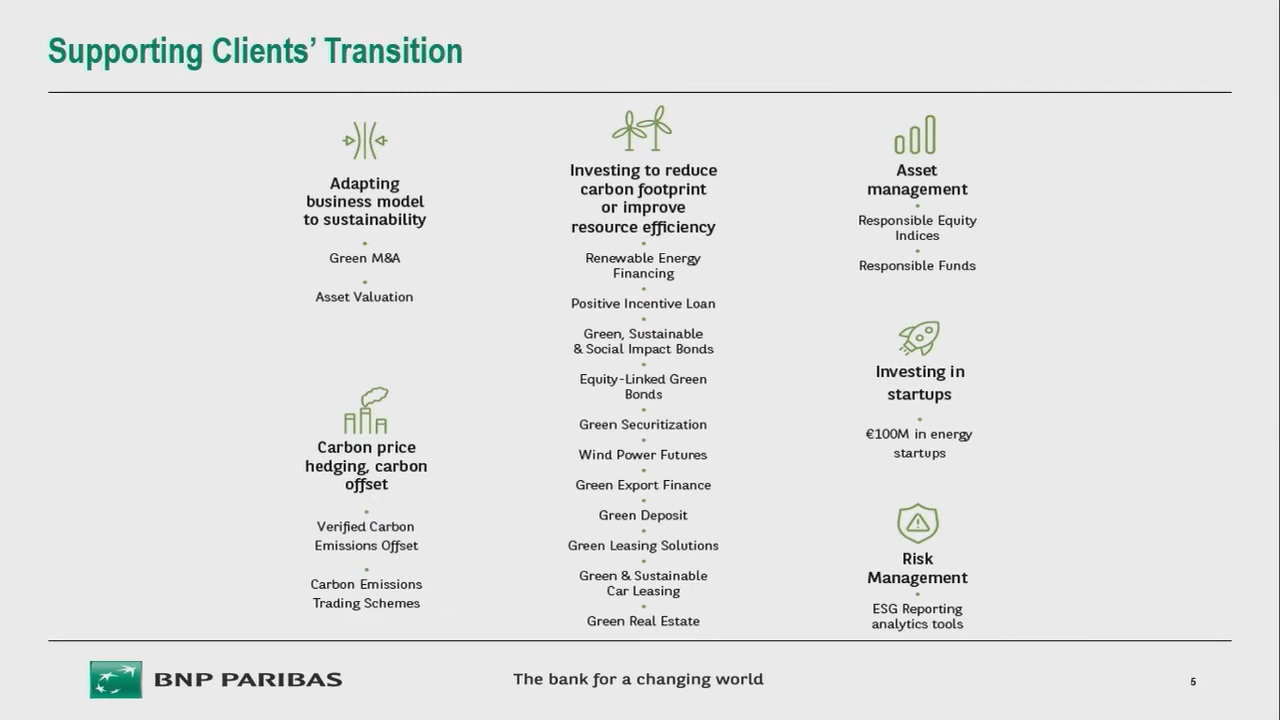 Supporting Clients’ Transition
Adapting
business model
to sustainability
Green M&A
Asset Valuation
Carbon price
hedging, carbon
offset
Verified Carbon
Emissions Offset
Carbon Emissions
Trading Schemes
Investing to reduce
carbon footprint
or improve
resource efficiency
Renewable Energy
Financing
Positive Incentive Loan
Green, Sustainable
& Social Impact Bonds
Equity-Linked Green
Bonds
Green Securitization
Wind Power Futures
Green Export Finance
Green Deposit
Green Leasing Solutions
Green & Sustainable
Car Leasing
Green Real Estate
Asset
management
Responsible Equity
Indices
Responsible Funds
Investing in
startups
€100M in energy
startups
Risk
Management
ESG Reporting
analytics tools
BNP PARIBAS
The bank for a changing world
5